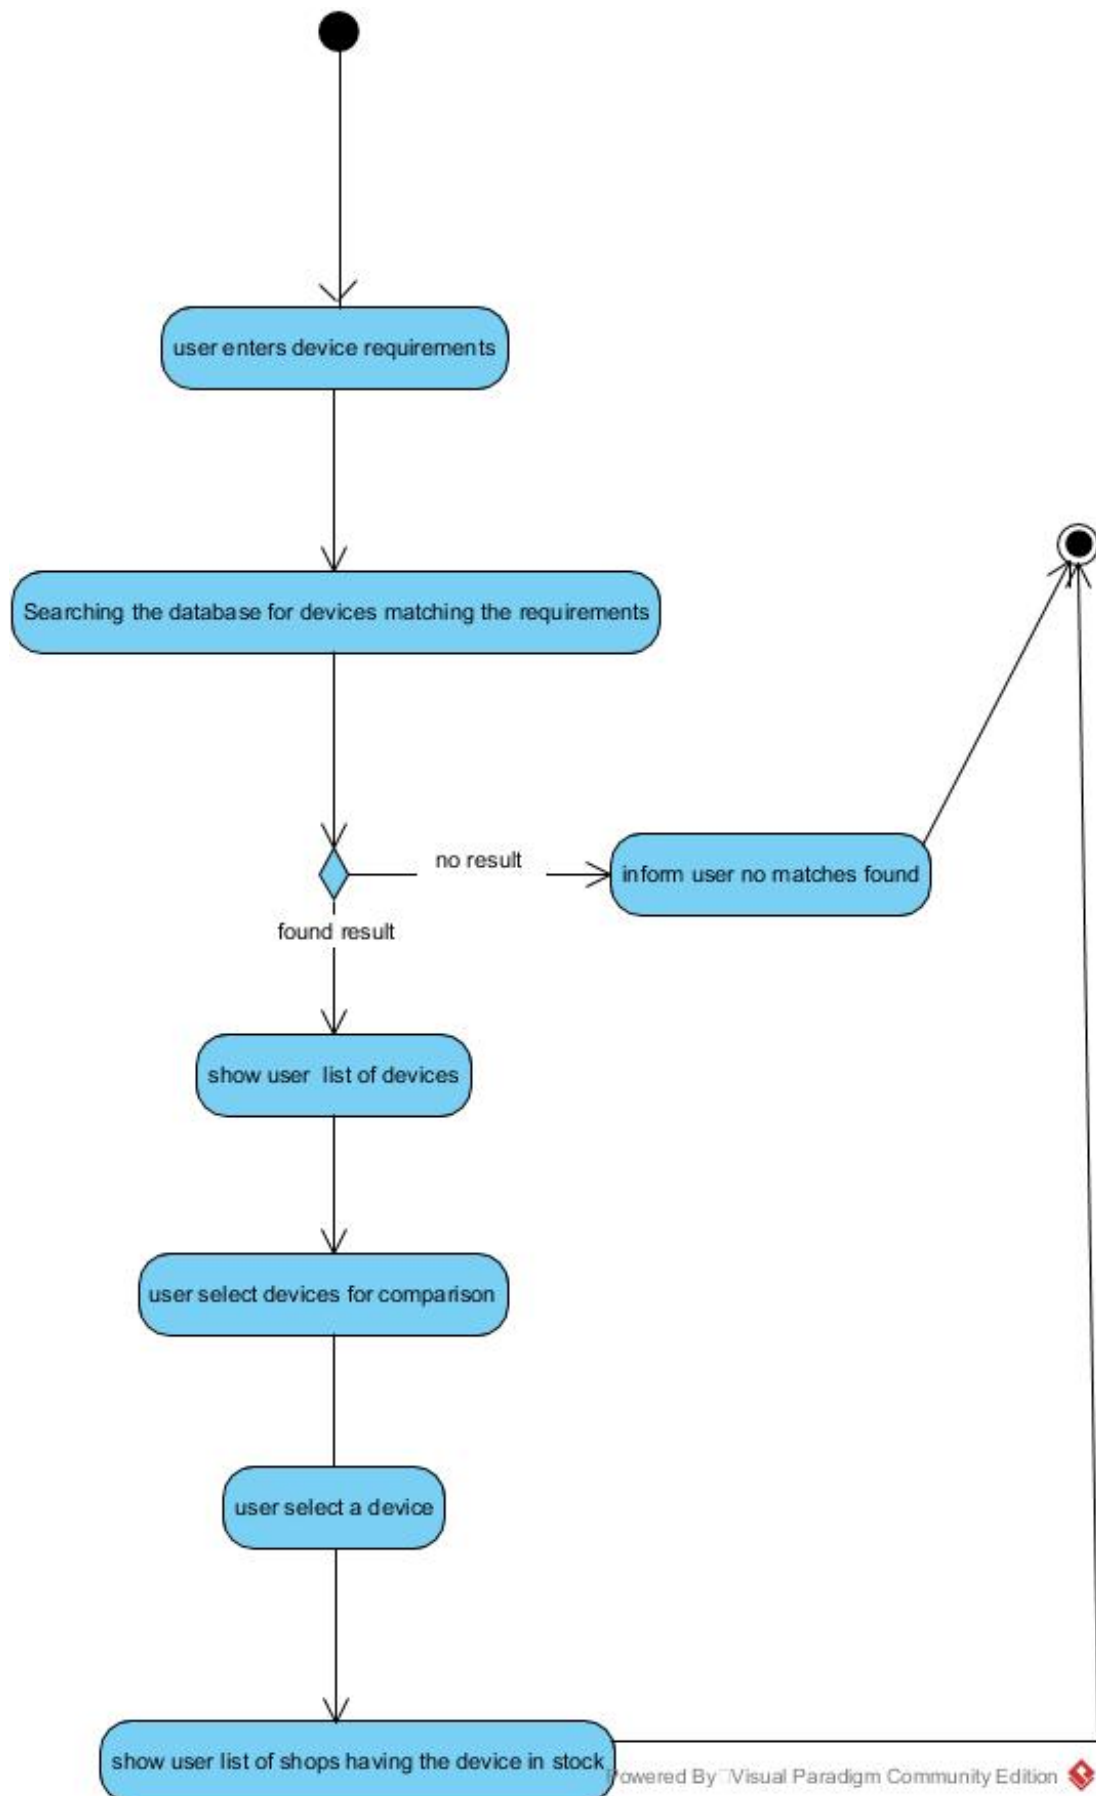 user enters device requirements
Searching the database for devices matching the requirements
no result
inform user no matches found
found result
show user list of devices
user select devices for comparison
user select a device
show user list of shops having the device in stock
Powered By Visual Paradigm Community Edition